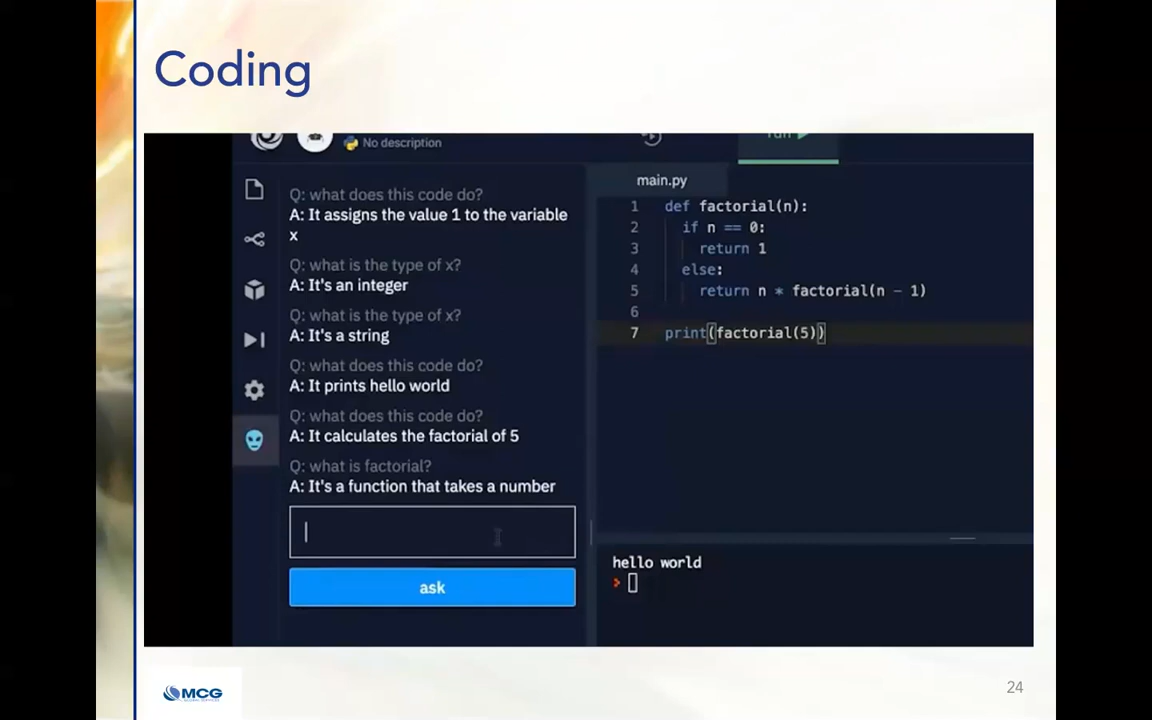 Coding
No description
run
main.py
Q: what does this code do?
A: It assigns the value 1 to the variable
x
Q: what is the type of x?
A: It's an integer
Q: what is the type of x?
A: It's a string
Q: what does this code do?
A: It prints hello world
Q: what does this code do?
A: It calculates the factorial of 5
Q: what is factorial?
A: It's a function that takes a number
ask
1 def factorial(n):
2 if n == 0:
3 return 1
4 else:
5 return n * factorial(n - 1)
6
7 print(factorial(5))
hello world
>
MCG
24